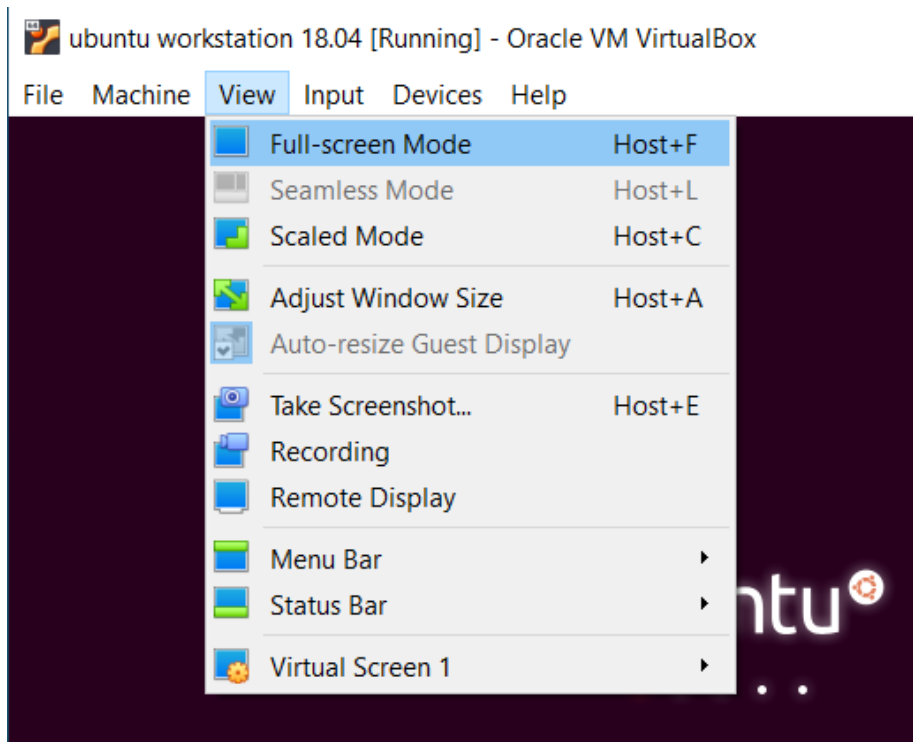 ubuntu workstation 18.04 [Running] - Oracle VM VirtualBox
File Machine View Input Devices Help
Full-screen Mode Host+F
Seamless Mode Host+L
Scaled Mode Host+C
Adjust Window Size Host+A
Auto-resize Guest Display
Take Screenshot... Host+E
Recording
Remote Display
Menu Bar
Status Bar
ntu
Virtual Screen 1